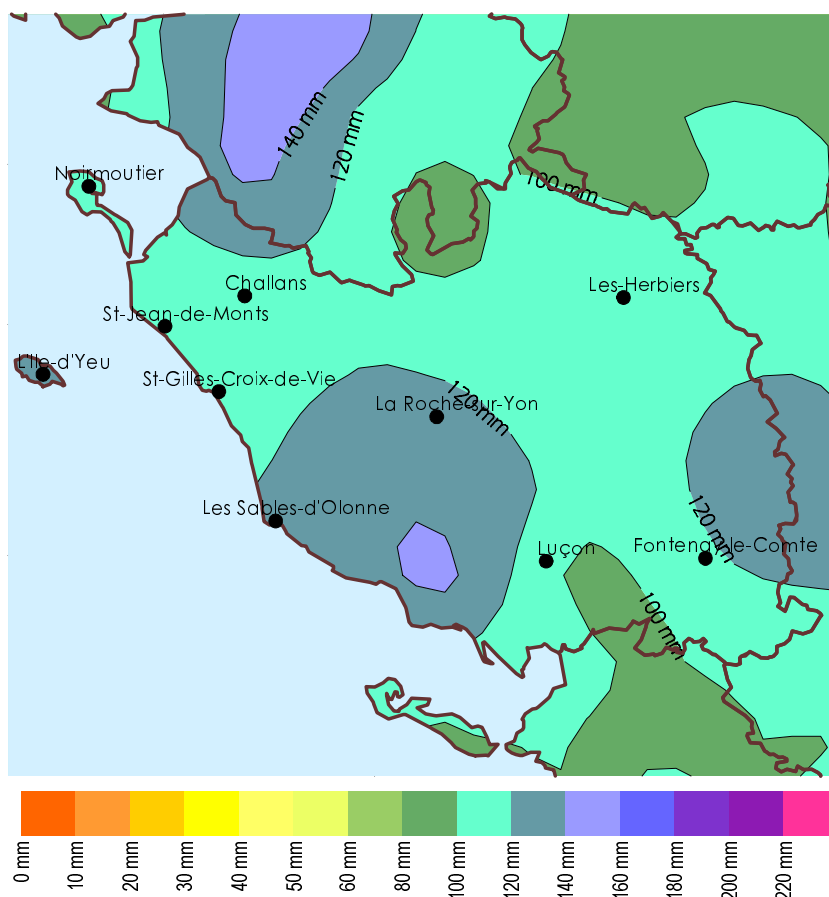 140 mm
120 mm
Noirmoutier
100 mm
Challans
Les-Herbiers
St-Jean-de-Monts
L'Ile-d'Yeu
St-Gilles-Croix-de-Vie
120 mm
La Roche-sur-Yon
Les Sables-d'Olonne
120 mm
Luçon
Fontenay-le-Comte
100 mm
0 mm
10 mm
20 mm
30 mm
40 mm
50 mm
60 mm
80 mm
100 mm
120 mm
140 mm
160 mm
180 mm
200 mm
220 mm